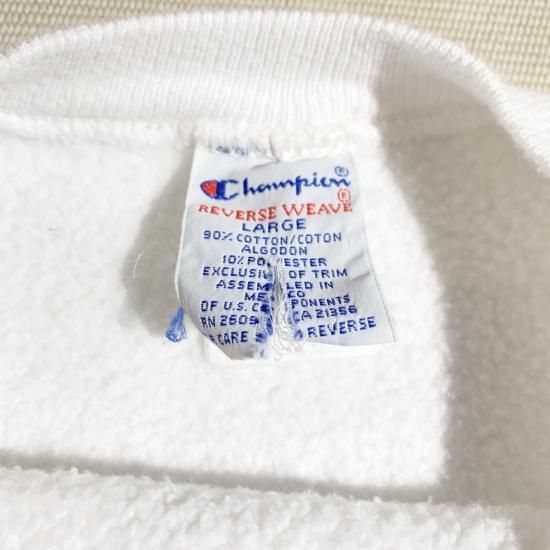 Champion®
REVERSE WEAVE®
LARGE
90% COTTON/COTON
ALGODON
10% POLYESTER
EXCLUSIVE OF TRIM
ASSEMBLED IN
MEXICO
OF U.S. COMPONENTS
RN 26094 CA 21356
CARE REVERSE